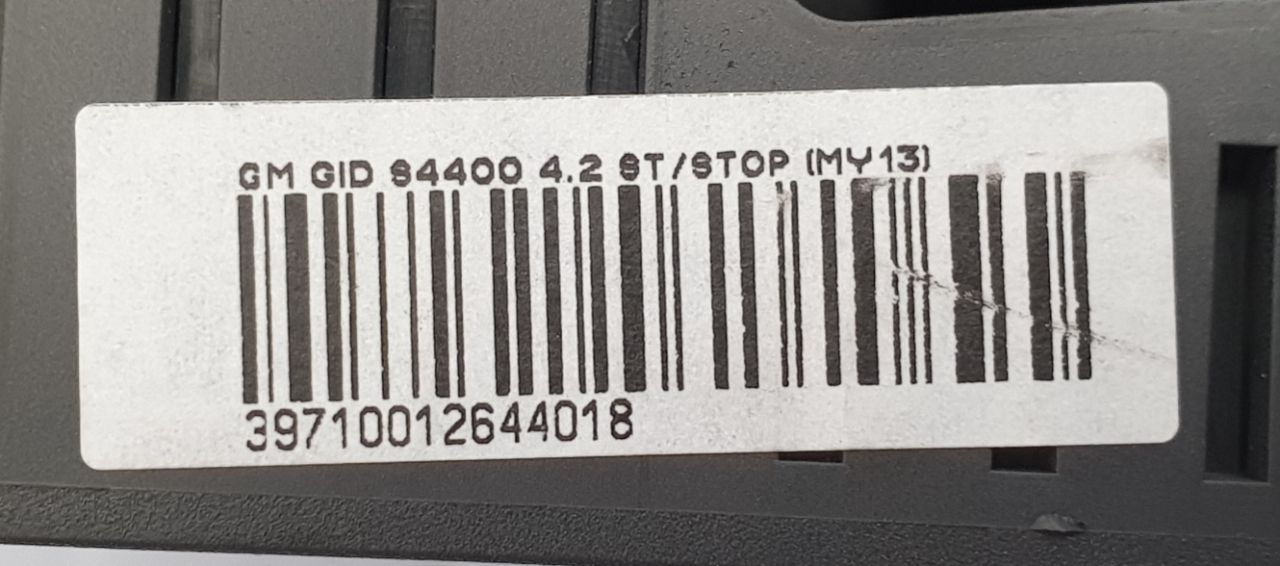 GM GID S4400 4.2 ST/STOP (MY13)
39710012644018